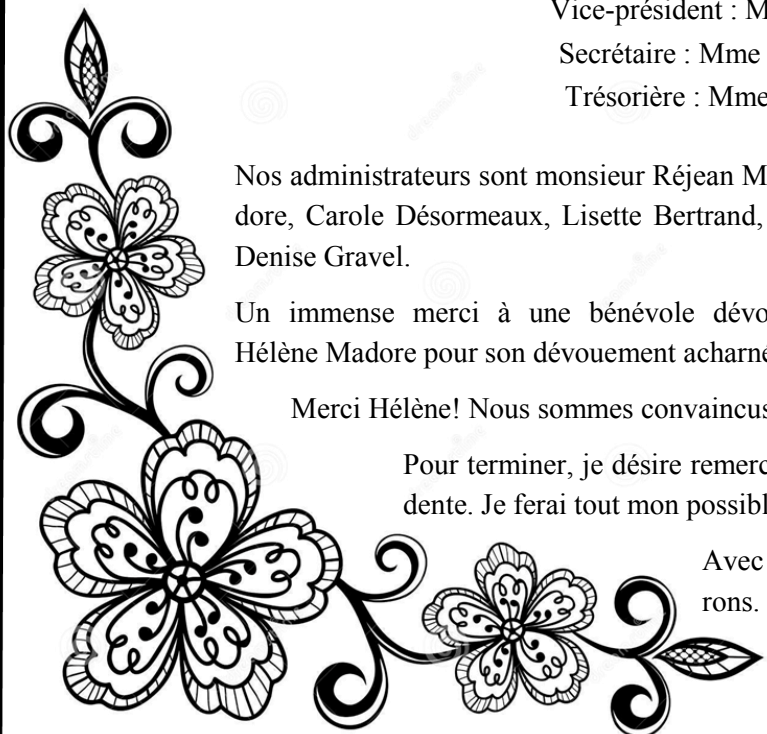 Vice-président : M
Secrétaire : Mme
Trésorière : Mme
Nos administrateurs sont monsieur Réjean M
dore, Carole Désormeaux, Lisette Bertrand,
Denise Gravel.
Un immense merci à une bénévole dévo
Hélène Madore pour son dévouement acharné
Merci Hélène! Nous sommes convaincus
Pour terminer, je désire remerc
dente. Je ferai tout mon possibl
Avec
rons.